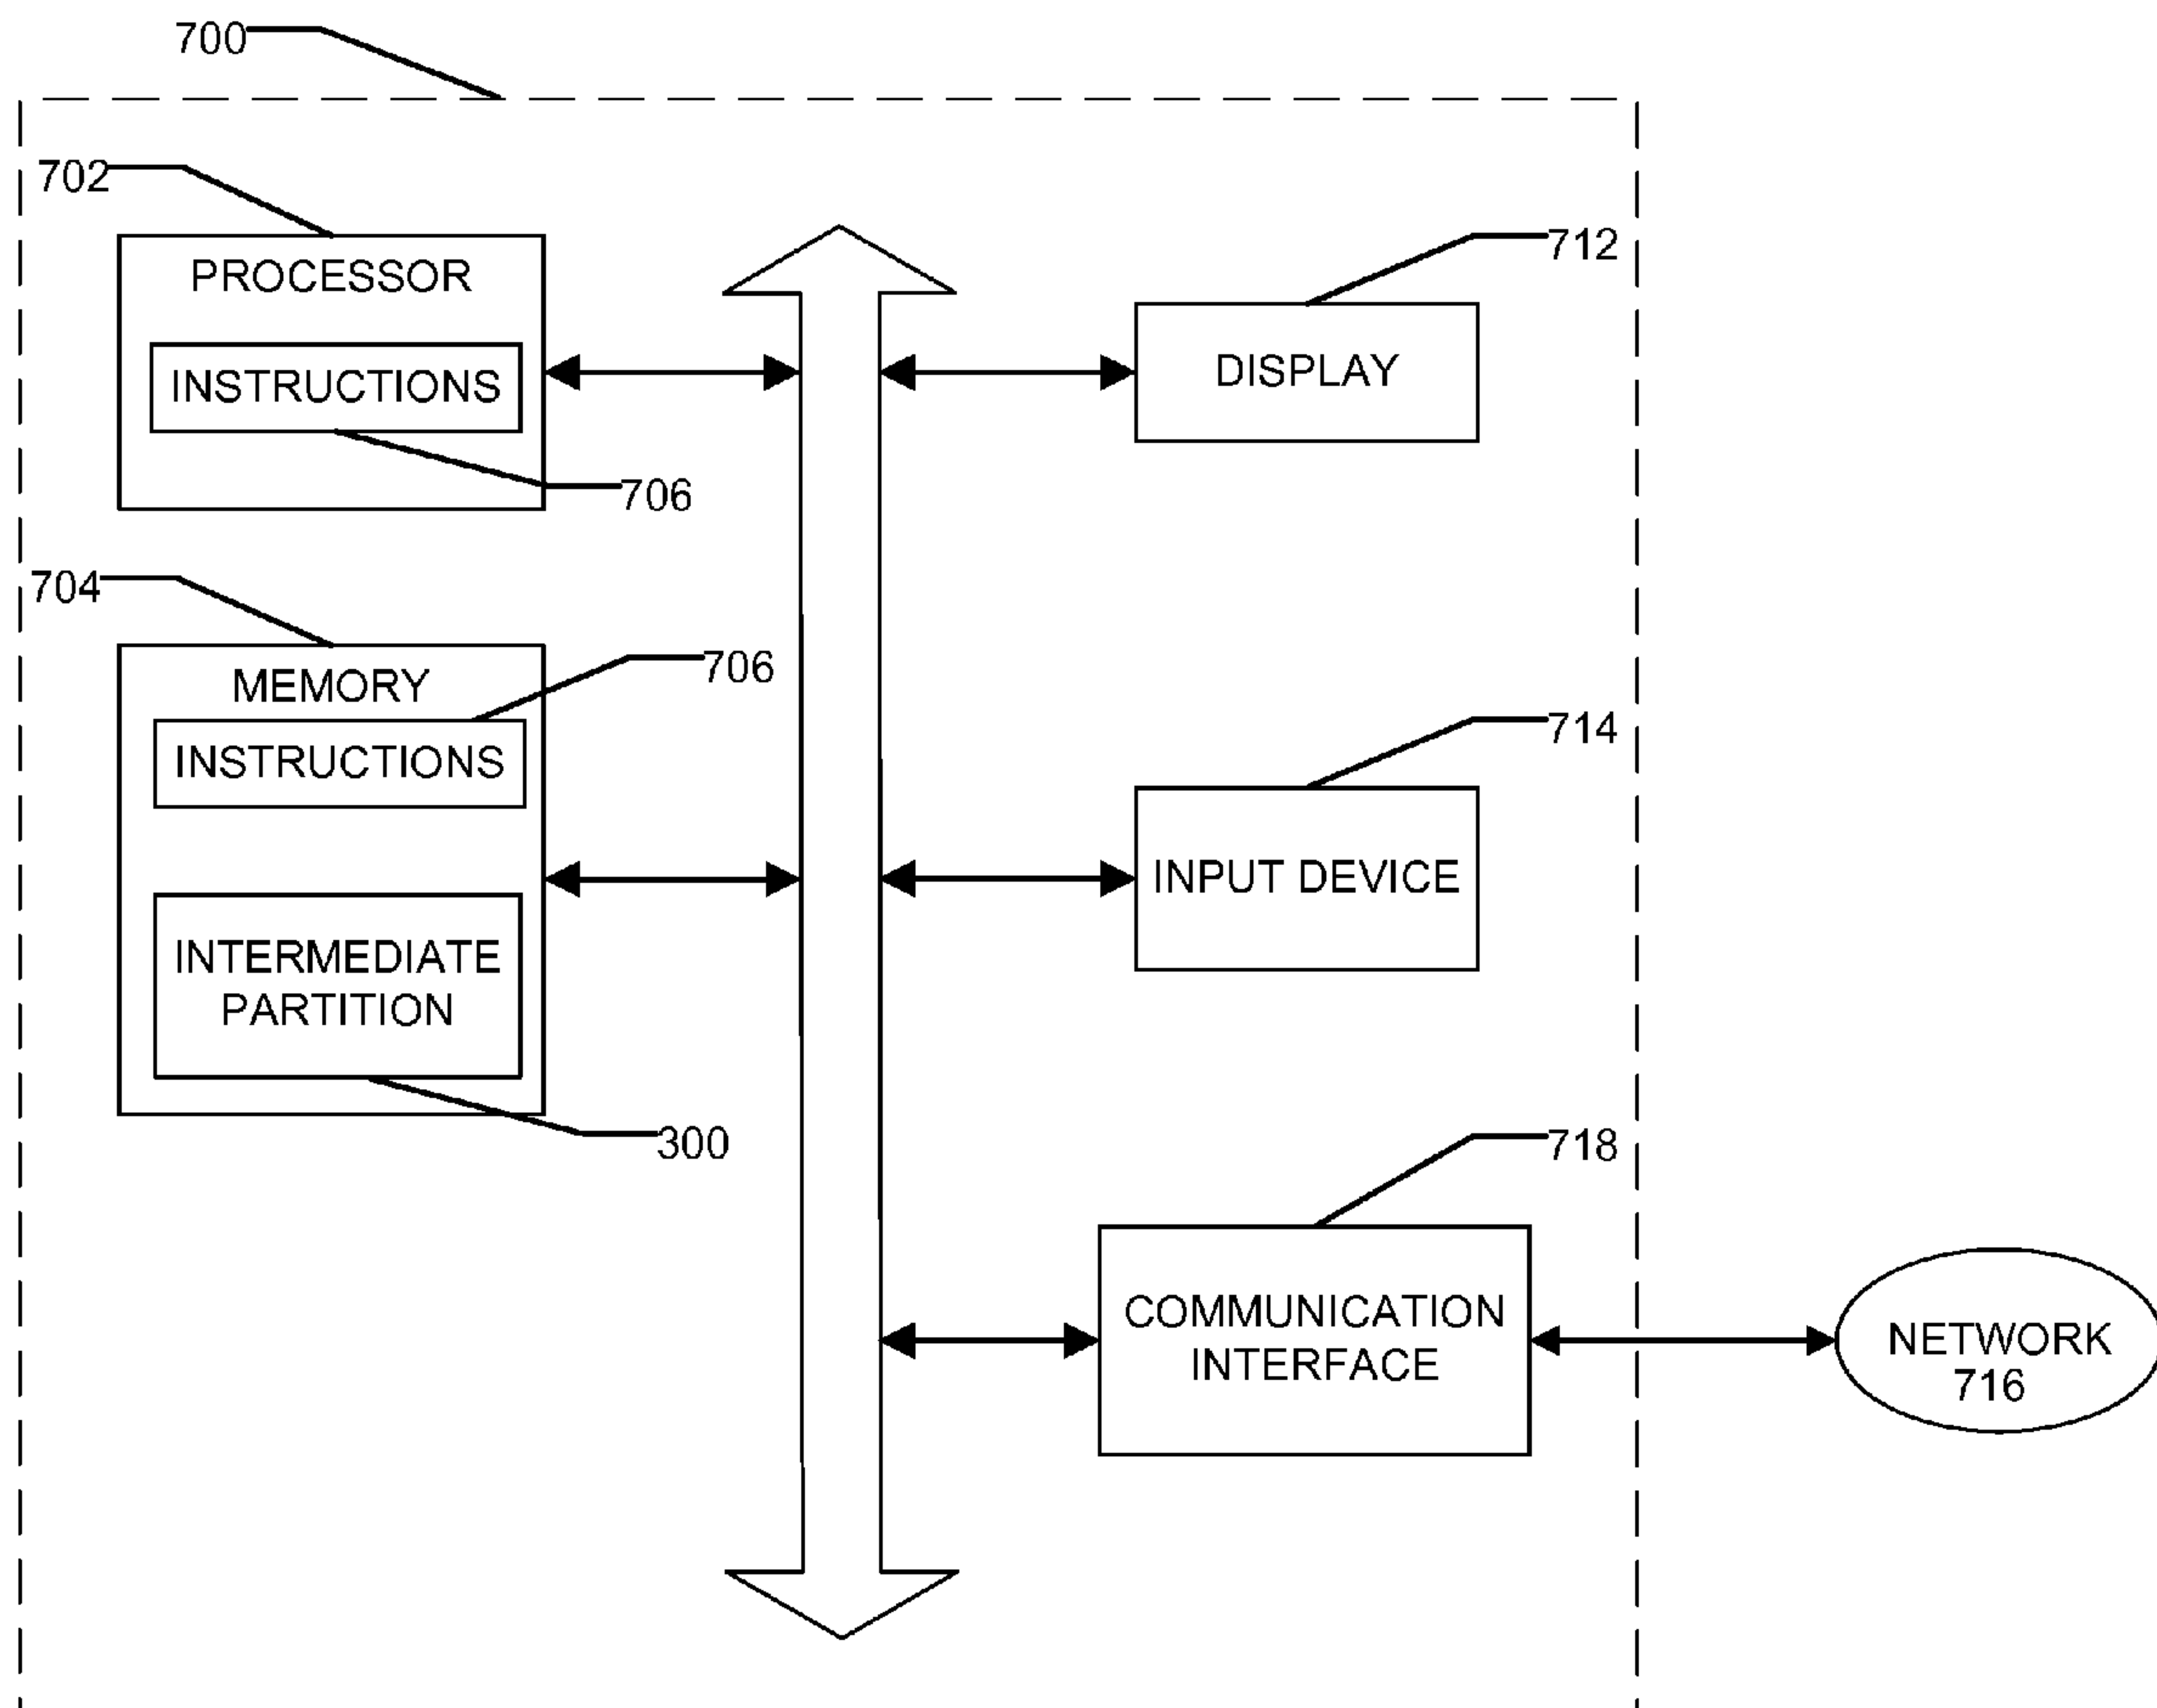 700
702
PROCESSOR
INSTRUCTIONS
706
712
DISPLAY
704
MEMORY
706
INSTRUCTIONS
INTERMEDIATE
PARTITION
300
714
INPUT DEVICE
718
COMMUNICATION
INTERFACE
NETWORK
716